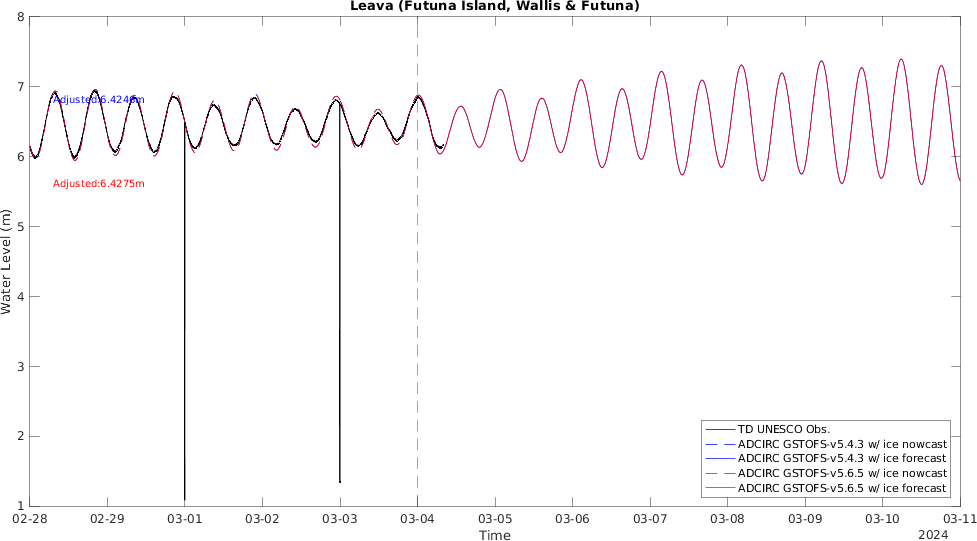 Leava (Futuna Island, Wallis & Futuna)
8
7
6
5
4
3
2
1
Water Level (m)
Adjusted:6.4275m
TD UNESCO Obs.
ADCIRC GSTOFS-v5.4.3 w/ ice nowcast
ADCIRC GSTOFS-v5.4.3 w/ ice forecast
ADCIRC GSTOFS-v5.6.5 w/ ice nowcast
ADCIRC GSTOFS-v5.6.5 w/ ice forecast
02-28 02-29 03-01 03-02 03-03 03-04 03-05 03-06 03-07 03-08 03-09 03-10 03-11
Time
2024